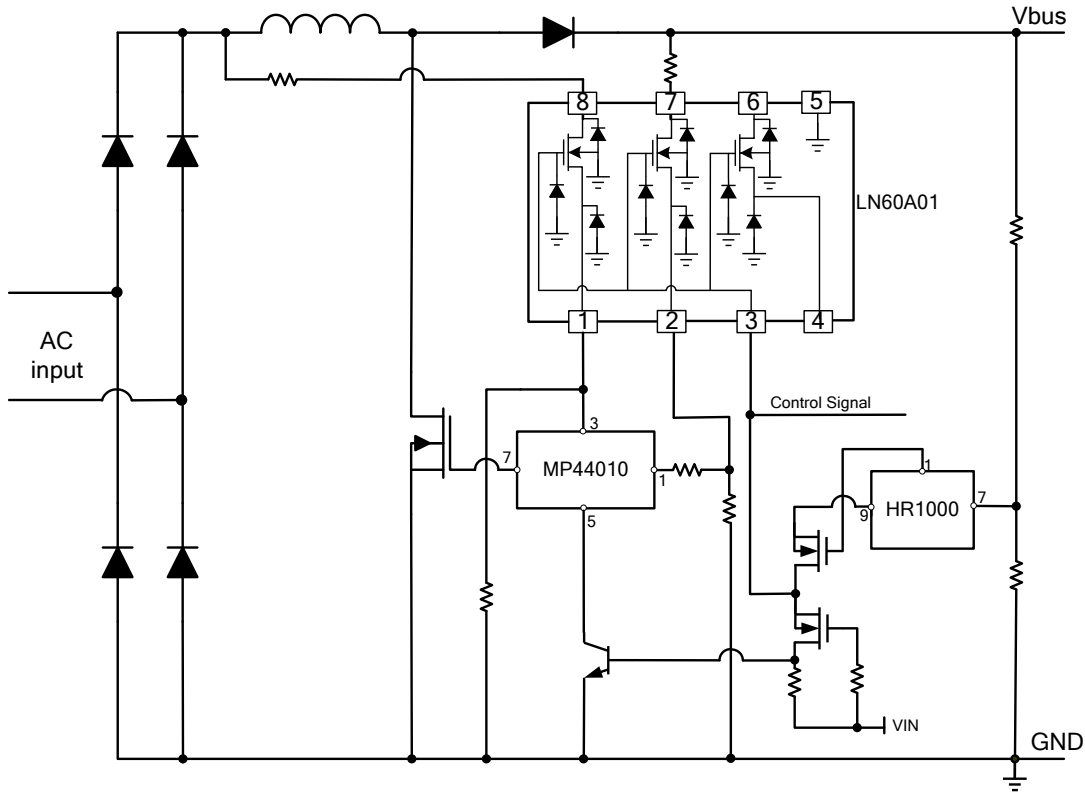 Vbus
8
7
6
5
LN60A01
1
2
3
4
AC
input
Control Signal
3
7
MP44010
1
5
1
9
HR1000
7
VIN
GND